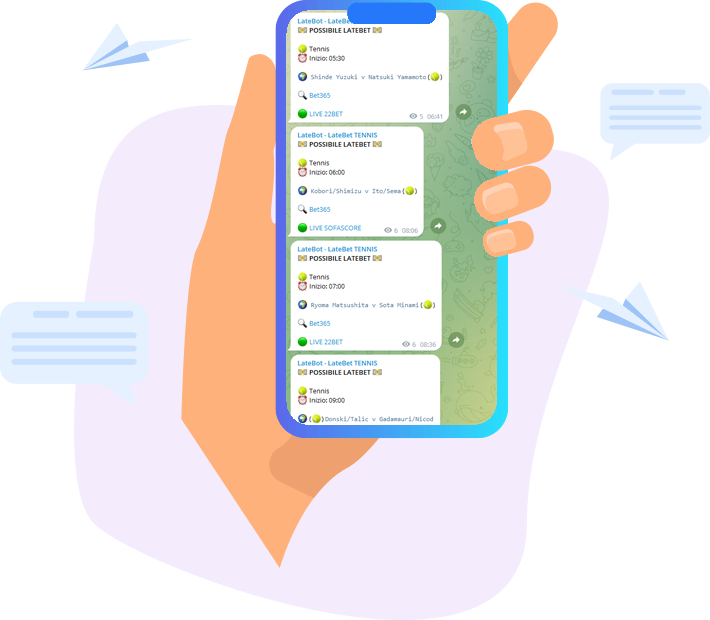 LateBot - LateBe
POSSIBILE LATEBET
Tennis
Inizio: 05:30
Shinde Yuzuki v Natsuki Yamamoto()
Bet365
LIVE 22BET
5 06:41
LateBot - LateBet TENNIS
POSSIBILE LATEBET
Tennis
Inizio: 06:00
Kobori/Shimizu v Ito/Sema()
Bet365
LIVE SOFASCORE
6 08:06
LateBot - LateBet TENNIS
POSSIBILE LATEBET
Tennis
Inizio: 07:00
Ryoma Matsushita v Sota Minami()
Bet365
LIVE 22BET
6 08:36
LateBot - LateBet TENNIS
POSSIBILE LATEBET
Tennis
Inizio: 09:00
()Donski/Talic v Gadamauri/Nicod